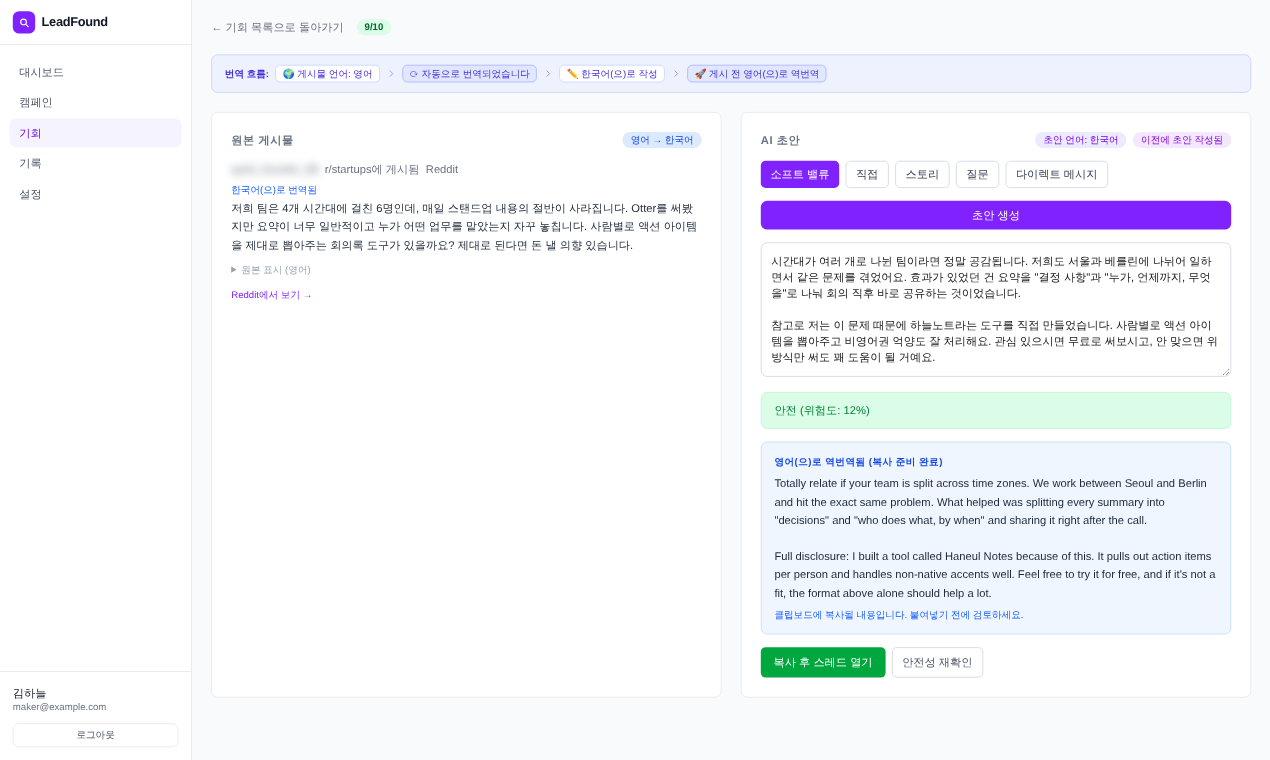 LeadFound
대시보드
캠페인
기회
기록
설정
김하늘
maker@example.com
로그아웃
← 기회 목록으로 돌아가기
9/10
번역 흐름:
🌍 게시물 언어: 영어
⟳ 자동으로 번역되었습니다
✏️ 한국어(으)로 작성
🚀 게시 전 영어(으)로 역번역
원본 게시물
영어 → 한국어
r/startups에 게시됨 Reddit
한국어(으)로 번역됨
저희 팀은 4개 시간대에 걸친 6명인데, 매일 스탠드업 내용의 절반이 사라집니다. Otter를 써봤
지만 요약이 너무 일반적이고 누가 어떤 업무를 맡았는지 자꾸 놓칩니다. 사람별로 액션 아이템
을 제대로 뽑아주는 회의록 도구가 있을까요? 제대로 된다면 돈 낼 의향 있습니다.
▶ 원본 표시 (영어)
Reddit에서 보기 →
AI 초안
초안 언어: 한국어
이전에 초안 작성됨
소프트 밸류
직접
스토리
질문
다이렉트 메시지
초안 생성
시간대가 여러 개로 나뉜 팀이라면 정말 공감됩니다. 저희도 서울과 베를린에 나뉘어 일하
면서 같은 문제를 겪었어요. 효과가 있었던 건 요약을 "결정 사항"과 "누가, 언제까지, 무엇
을"로 나눠 회의 직후 바로 공유하는 것이었습니다.
참고로 저는 이 문제 때문에 하늘노트라는 도구를 직접 만들었습니다. 사람별로 액션 아이
템을 뽑아주고 비영어권 억양도 잘 처리해요. 관심 있으시면 무료로 써보시고, 안 맞으면 위
방식만 써도 꽤 도움이 될 거예요.
안전 (위험도: 12%)
영어(으)로 역번역됨 (복사 준비 완료)
Totally relate if your team is split across time zones. We work between Seoul and Berlin
and hit the exact same problem. What helped was splitting every summary into
"decisions" and "who does what, by when" and sharing it right after the call.
Full disclosure: I built a tool called Haneul Notes because of this. It pulls out action items
per person and handles non-native accents well. Feel free to try it for free, and if it's not a
fit, the format above alone should help a lot.
클립보드에 복사될 내용입니다. 붙여넣기 전에 검토하세요.
복사 후 스레드 열기
안전성 재확인